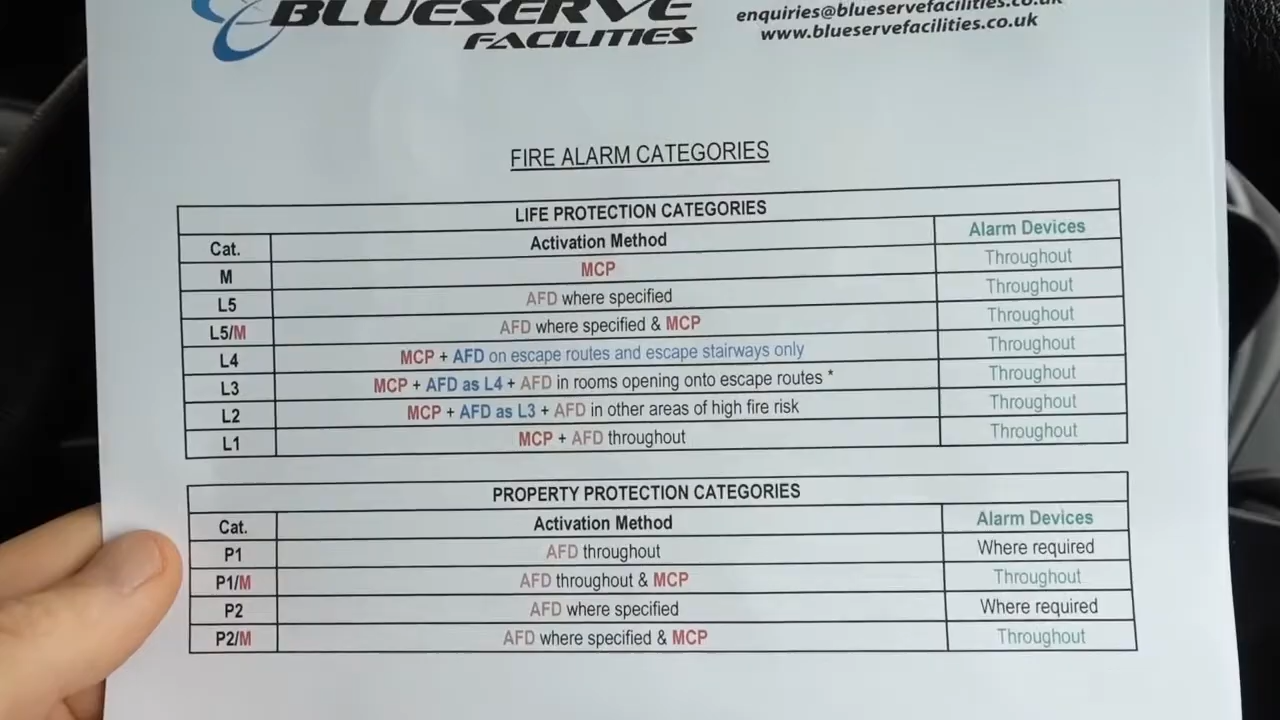 BLUESERVE
FACILITIES
enquiries@blueservefacilities.co.uk
www.blueservefacilities.co.uk
FIRE ALARM CATEGORIES
LIFE PROTECTION CATEGORIES
Cat. Activation Method Alarm Devices
M MCP Throughout
L5 AFD where specified Throughout
L5/M AFD where specified & MCP Throughout
L4 MCP + AFD on escape routes and escape stairways only Throughout
L3 MCP + AFD as L4 + AFD in rooms opening onto escape routes * Throughout
L2 MCP + AFD as L3 + AFD in other areas of high fire risk Throughout
L1 MCP + AFD throughout Throughout
PROPERTY PROTECTION CATEGORIES
Cat. Activation Method Alarm Devices
P1 AFD throughout Where required
P1/M AFD throughout & MCP Throughout
P2 AFD where specified Where required
P2/M AFD where specified & MCP Throughout